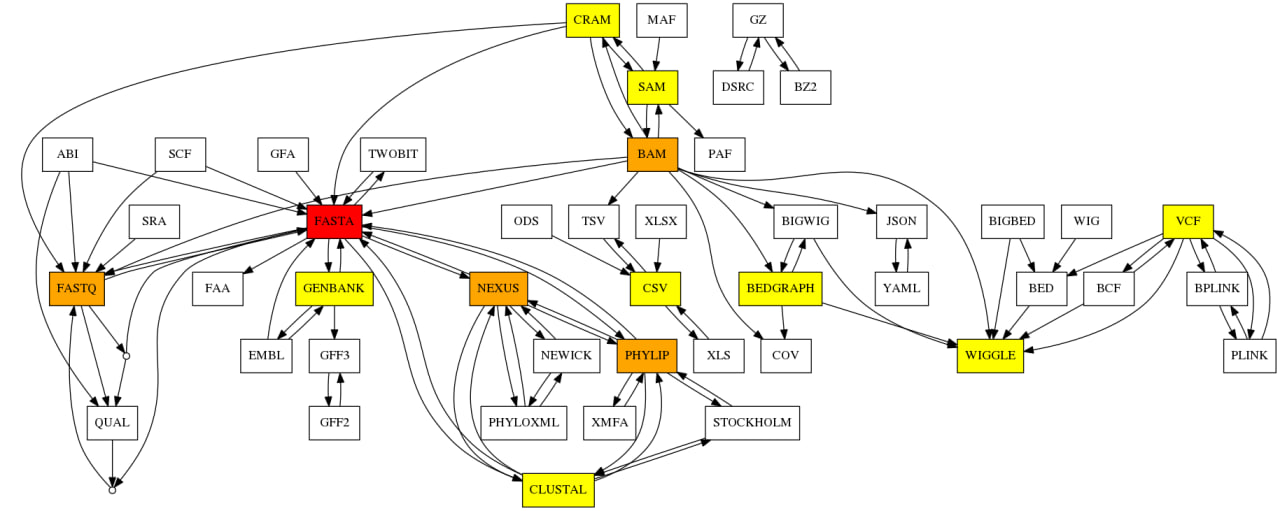 CRAM
MAF
GZ
SAM
DSRC
BZ2
ABI
SCF
GFA
TWOBIT
BAM
PAF
SRA
FASTA
ODS
TSV
XLSX
BIGWIG
JSON
BIGBED
WIG
VCF
FASTQ
FAA
GENBANK
NEXUS
CSV
BEDGRAPH
YAML
BED
BCF
BPLINK
EMBL
GFF3
NEWICK
PHYLIP
XLS
COV
WIGGLE
PLINK
QUAL
GFF2
PHYLOXML
XMFA
STOCKHOLM
CLUSTAL